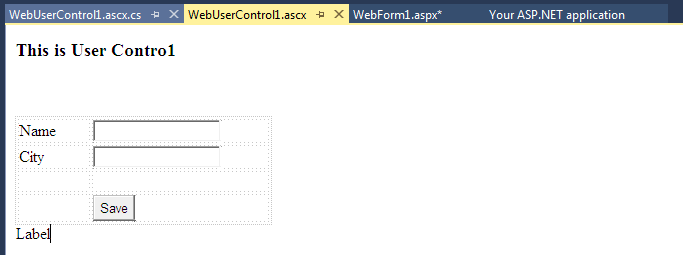 WebUserControl1.ascx.cs WebUserControl1.ascx WebForm1.aspx* Your ASP.NET application
This is User Contro1
Name
City
Save
Label